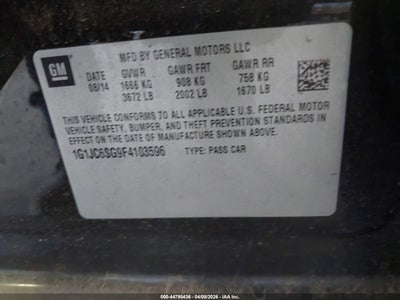 GM
MFD BY GENERAL MOTORS LLC
DATE GVWR GAWR FRT GAWR RR
08/14 1666 KG 908 KG 758 KG
3672 LB 2002 LB 1670 LB
THIS VEHICLE CONFORMS TO ALL APPLICABLE U.S. FEDERAL MOTOR
VEHICLE SAFETY, BUMPER, AND THEFT PREVENTION STANDARDS
IN EFFECT ON THE DATE OF MANUFACTURE SHOWN ABOVE.
1G1JC6SG9F4103596 TYPE: PASS CAR
000-44795436 - 04/09/2026 - IAA, Inc.